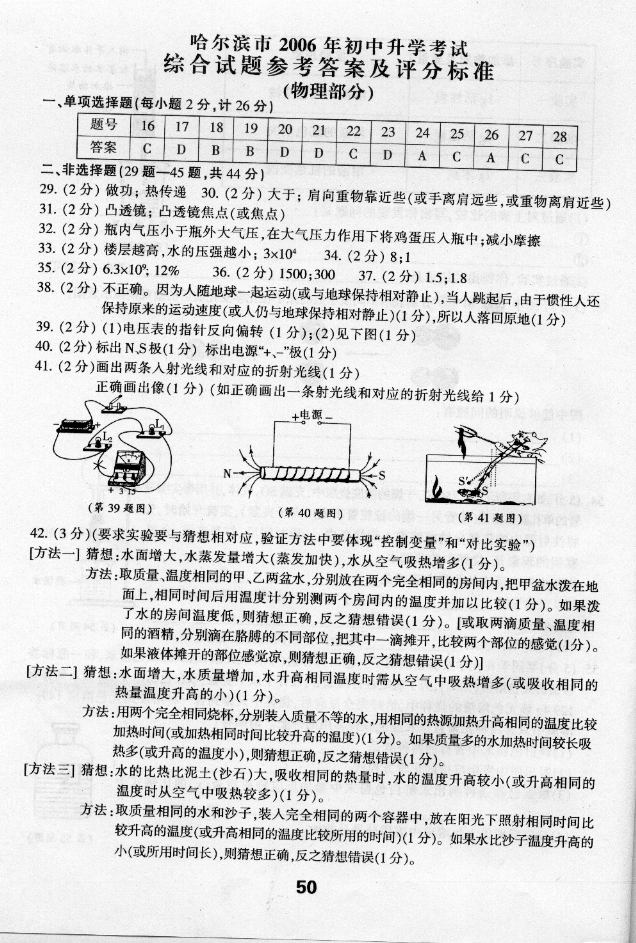 哈尔滨市 2006 年初中升学考试
综合试题参考答案及评分标准
(物理部分)
一、单项选择题(每小题 2 分,计 26 分)
题号 16 17 18 19 20 21 22 23 24 25 26 27 28
答案 C D B B D D C D A C A C C
二、非选择题(29 题—45 题,共 44 分)
29. (2 分) 做功; 热传递 30. (2 分) 大于; 肩向重物靠近些(或手离肩远些,或重物离肩近些)
31. (2 分) 凸透镜; 凸透镜焦点(或焦点)
32. (2 分) 瓶内气压小于瓶外大气压,在大气压力作用下将鸡蛋压入瓶中;减小摩擦
33. (2 分) 楼层越高,水的压强越小; 3×10⁴ 34. (2 分) 8;1
35. (2 分) 6.3×10⁶; 12% 36. (2 分) 1500;300 37. (2 分) 1.5;1.8
38. (2 分) 不正确。因为人随地球一起运动(或与地球保持相对静止),当人跳起后,由于惯性人还
保持原来的运动速度(或人仍与地球保持相对静止)(1 分),所以人落回原地(1 分)
39. (2 分) (1)电压表的指针反向偏转 (1 分);(2)见下图(1 分)
40. (2 分)标出 N、S 极(1 分) 标出电源“+、-”极(1 分)
41. (2 分)画出两条入射光线和对应的折射光线(1 分)
正确画出像(1 分) (如正确画出一条射光线和对应的折射光线给 1 分)
+ 电源 -
L₁
L₂
N S
S′
S
+ 3 15
(第 39 题图) (第 40 题图) (第 41 题图)
42. (3 分)(要求实验要与猜想相对应,验证方法中要体现“控制变量”和“对比实验”)
[方法一] 猜想:水面增大,水蒸发量增大(蒸发加快),水从空气吸热增多(1 分)。
方法:取质量、温度相同的甲、乙两盆水,分别放在两个完全相同的房间内,把甲盆水泼在地
面上,相同时间后用温度计分别测两个房间内的温度并加以比较(1 分)。如果泼
了水的房间温度低,则猜想正确,反之猜想错误(1 分)。[或取两滴质量、温度相
同的酒精,分别滴在胳膊的不同部位,把其中一滴摊开,比较两个部位的感觉(1分)。
如果液体摊开的部位感觉凉,则猜想正确,反之猜想错误(1 分)]
[方法二] 猜想:水面增大,水质量增加,水升高相同温度时需从空气中吸热增多(或吸收相同的
热量温度升高的小)(1 分)。
方法:用两个完全相同烧杯,分别装入质量不等的水,用相同的热源加热升高相同的温度比较
加热时间(或加热相同时间比较升高的温度)(1 分)。如果质量多的水加热时间较长吸
热多(或升高的温度小),则猜想正确,反之猜想错误(1 分)。
[方法三] 猜想:水的比热比泥土(沙石)大,吸收相同的热量时,水的温度升高较小(或升高相同的
温度时从空气中吸热较多)(1 分)。
方法:取质量相同的水和沙子,装入完全相同的两个容器中,放在阳光下照射相同时间比
较升高的温度(或升高相同的温度比较所用的时间)(1 分)。如果水比沙子温度升高的
小(或所用时间长),则猜想正确,反之猜想错误(1 分)。
50